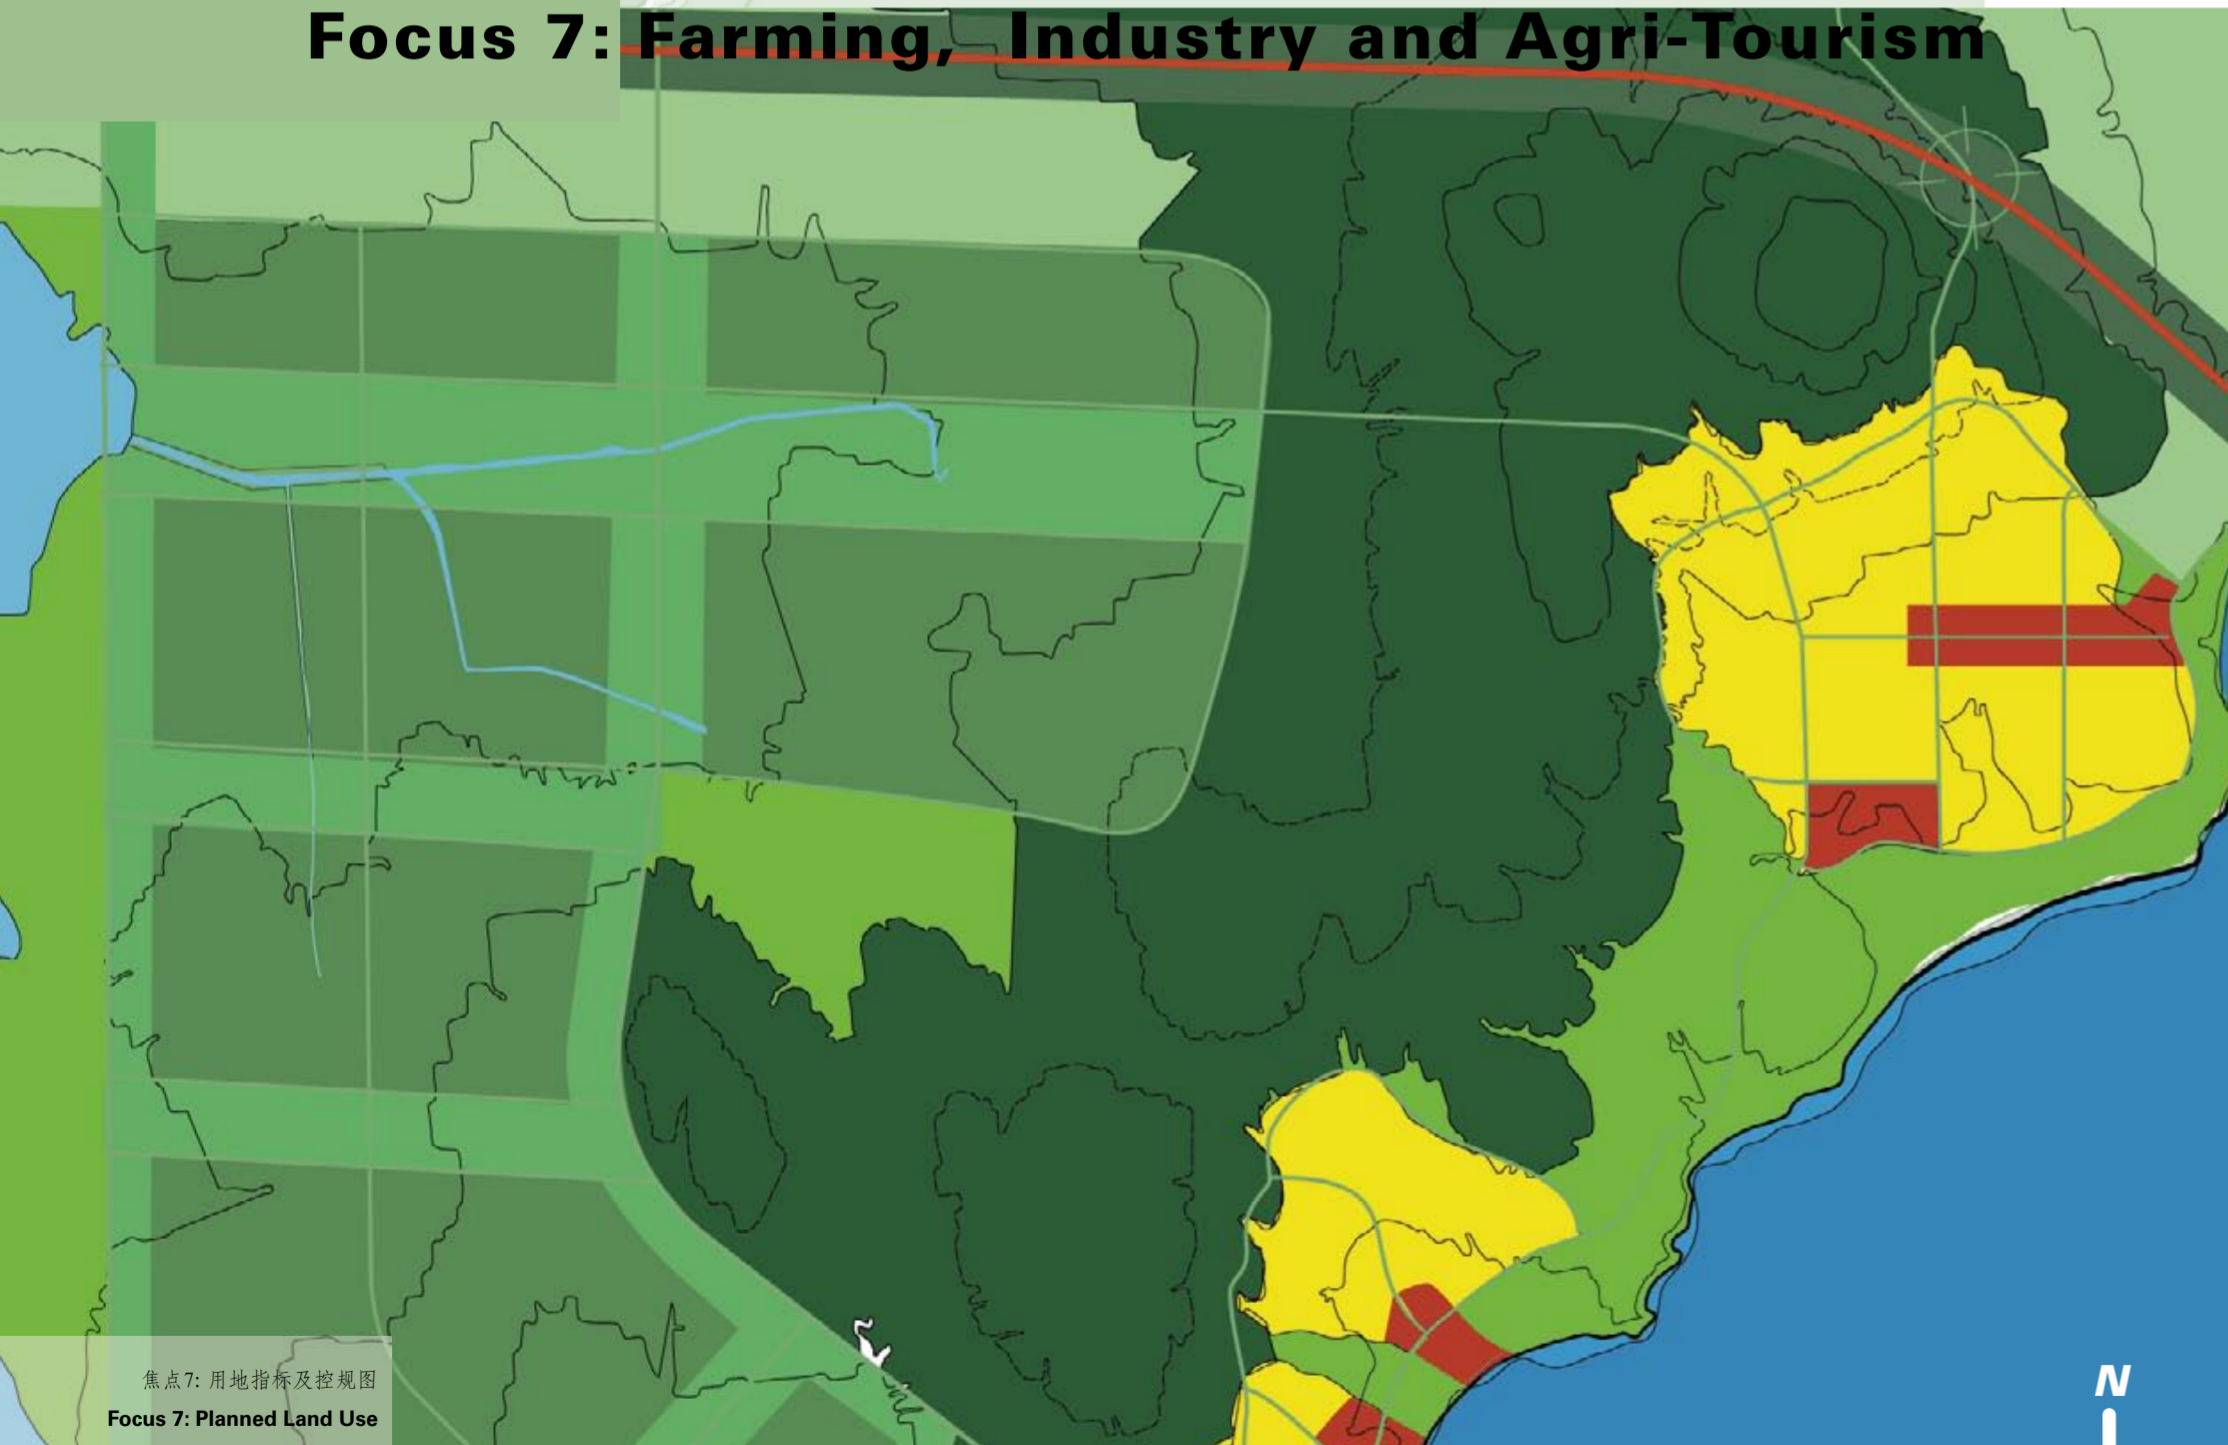 Focus 7: Farming, Industry and Agri-Tourism
焦点7: 用地指标及控规图
Focus 7: Planned Land Use
N